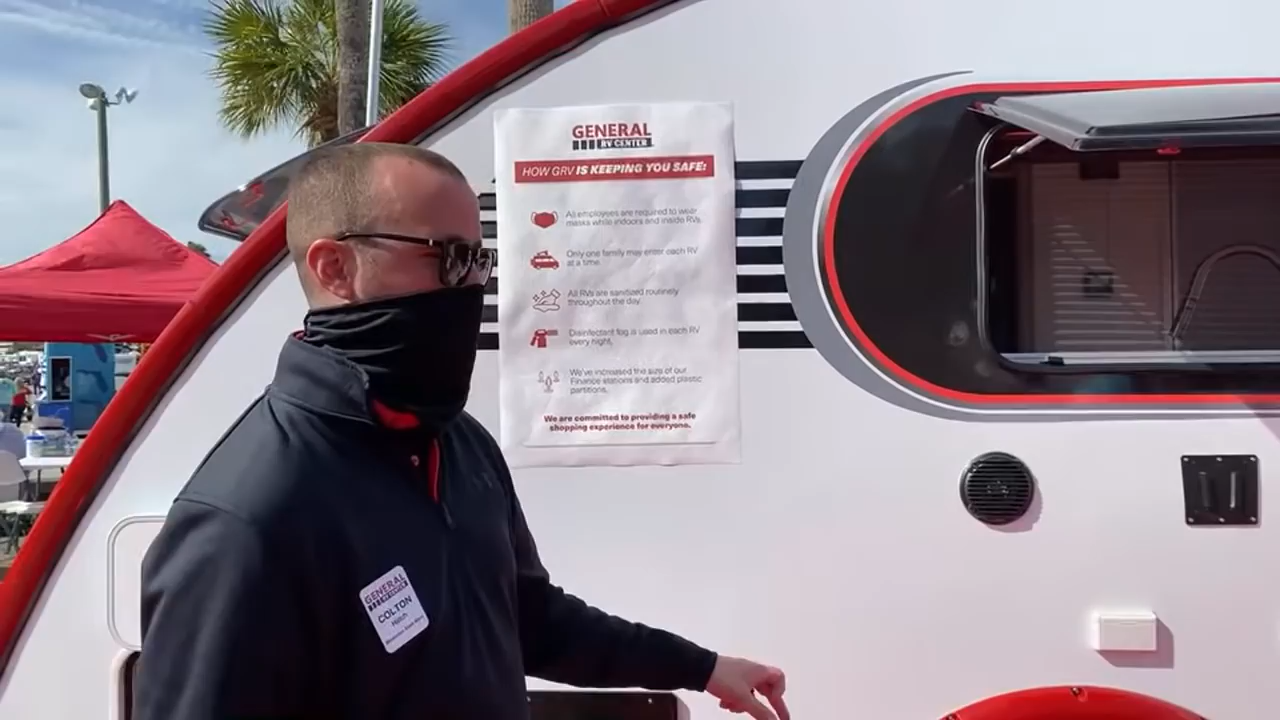 GENERAL
RV CENTER
HOW GRV IS KEEPING YOU SAFE:
All employees are required to wear
masks while indoors and inside RVs.
Only one family may enter each RV
at a time.
All RVs are sanitized routinely
throughout the day.
Disinfectant fog is used in each RV
every night.
We've increased the size of our
Finance stations and added plastic
partitions.
We are committed to providing a safe
shopping experience for everyone.
GENERAL
RV CENTER
COLTON
Hatch